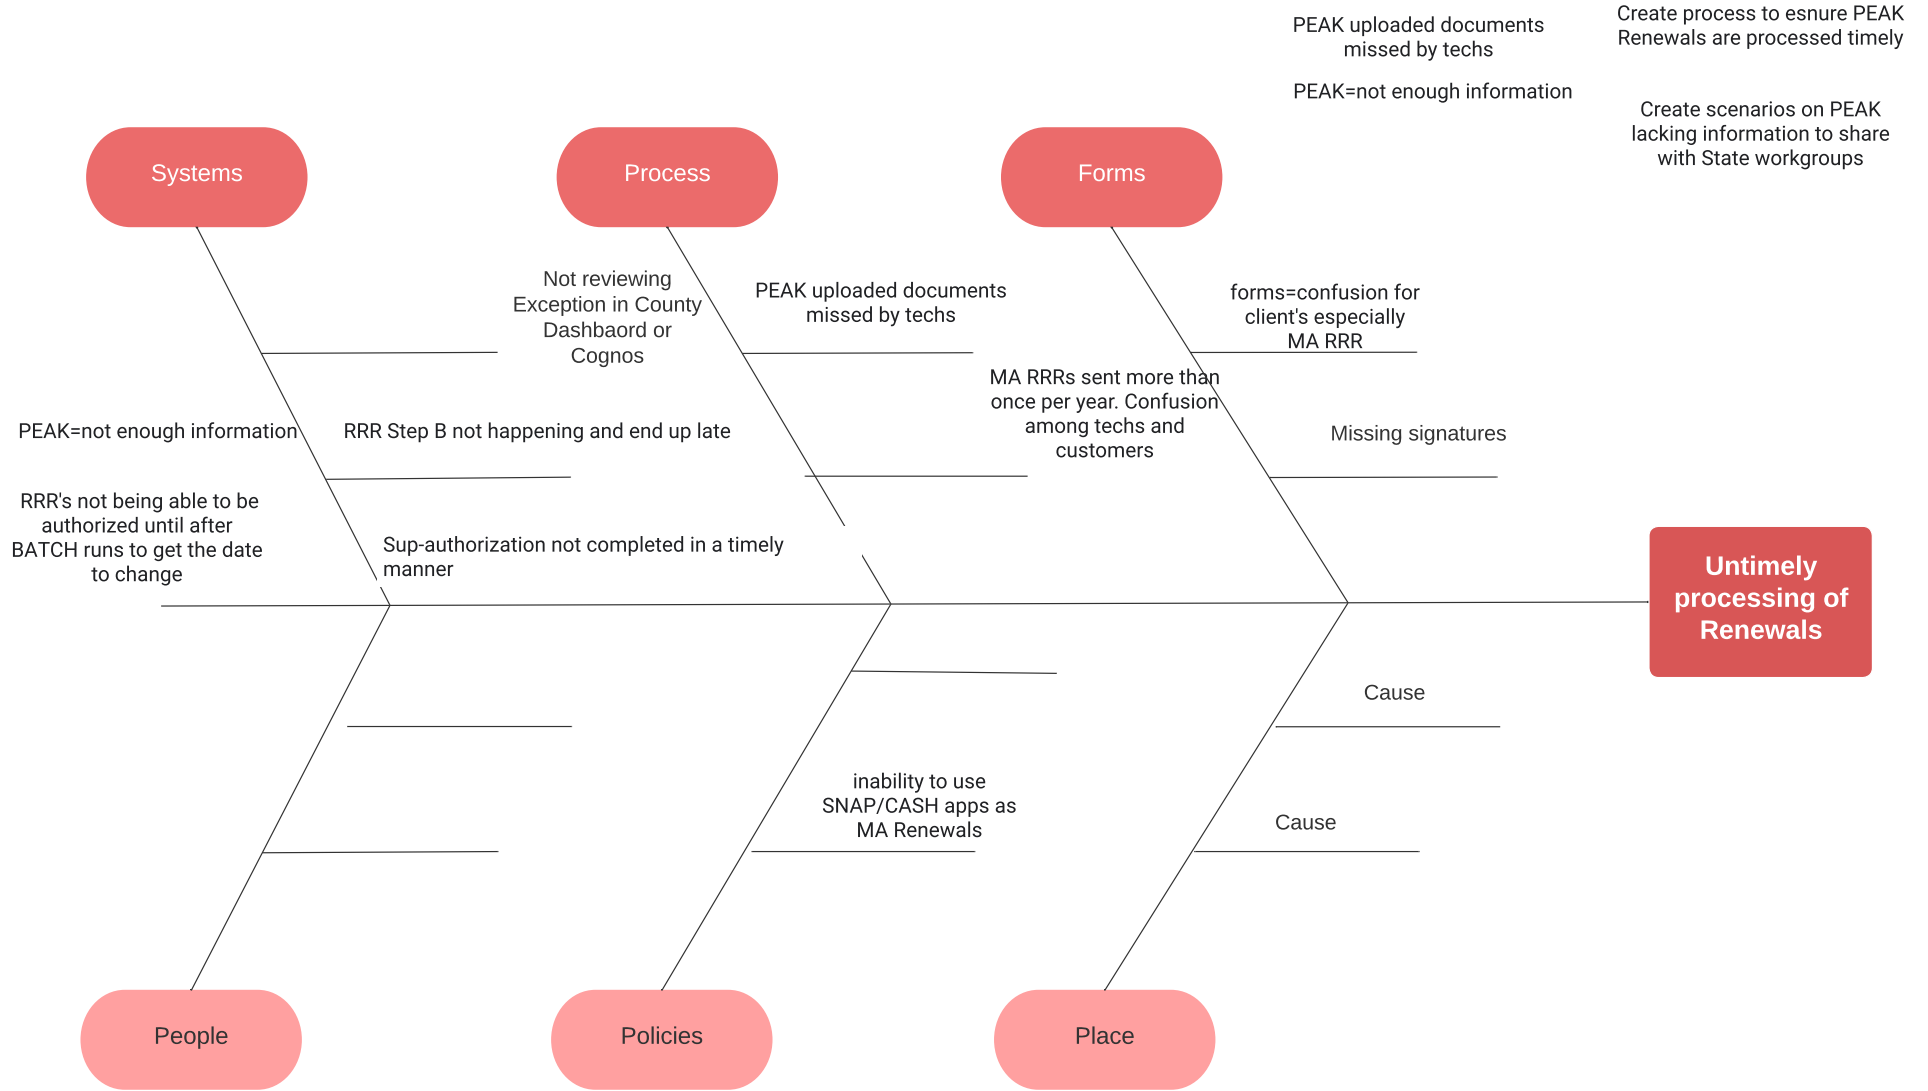 PEAK uploaded documents
missed by techs
PEAK=not enough information
Create process to esnure PEAK
Renewals are processed timely
Create scenarios on PEAK
lacking information to share
with State workgroups
Systems
Process
Forms
Not reviewing
Exception in County
Dashbaord or
Cognos
PEAK uploaded documents
missed by techs
forms=confusion for
client's especially
MA RRR
MA RRRs sent more than
once per year. Confusion
among techs and
customers
PEAK=not enough information
RRR Step B not happening and end up late
Missing signatures
RRR's not being able to be
authorized until after
BATCH runs to get the date
to change
Sup-authorization not completed in a timely
manner
Untimely
processing of
Renewals
Cause
inability to use
SNAP/CASH apps as
MA Renewals
Cause
People
Policies
Place